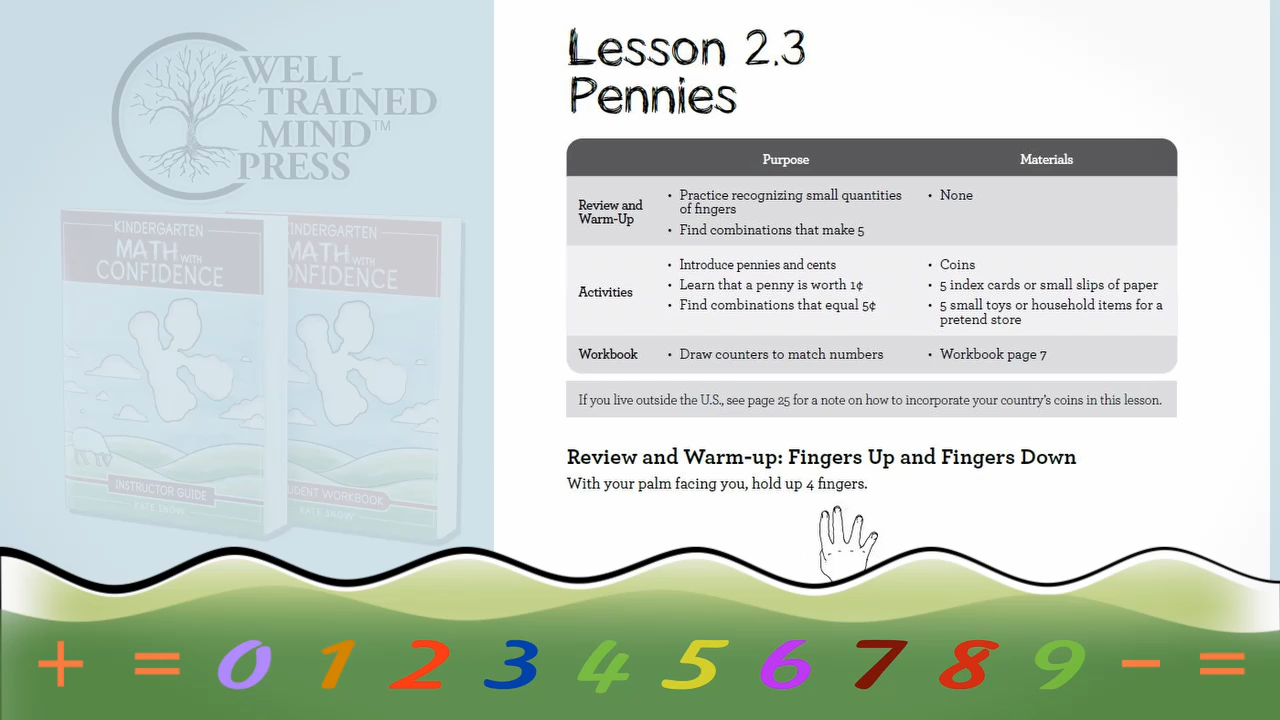 WELL-
TRAINED
MIND™
PRESS
KINDERGARTEN
MATH WITH
CONFIDENCE
INSTRUCTOR GUIDE
KATE SNOW
KINDERGARTEN
MATH WITH
CONFIDENCE
STUDENT WORKBOOK
KATE SNOW
Lesson 2.3
Pennies
Purpose Materials
Review and
Warm-Up
• Practice recognizing small quantities
of fingers
• Find combinations that make 5
• None
Activities
• Introduce pennies and cents
• Learn that a penny is worth 1¢
• Find combinations that equal 5¢
• Coins
• 5 index cards or small slips of paper
• 5 small toys or household items for a
pretend store
Workbook
• Draw counters to match numbers
• Workbook page 7
If you live outside the U.S., see page 25 for a note on how to incorporate your country's coins in this lesson.
Review and Warm-up: Fingers Up and Fingers Down
With your palm facing you, hold up 4 fingers.
+ = 0 1 2 3 4 5 6 7 8 9 − =